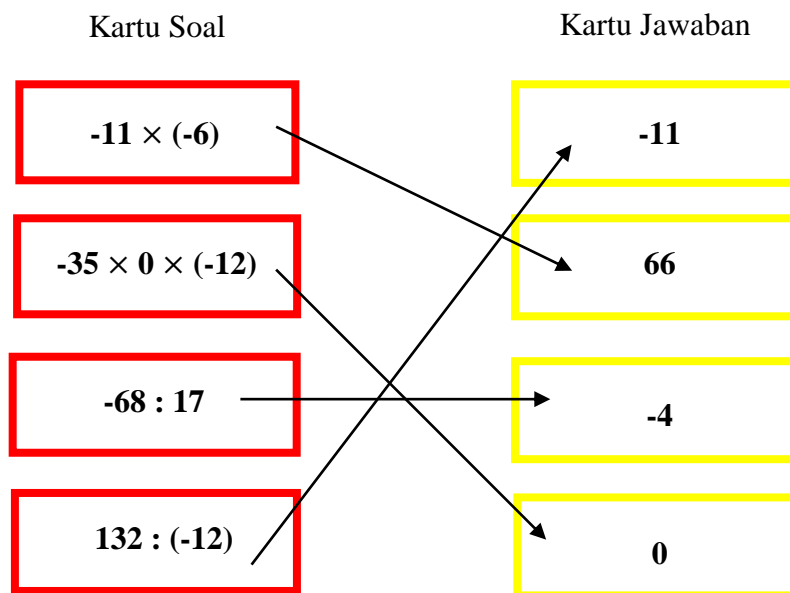 Kartu Soal
Kartu Jawaban
-11 × (-6)
-11
-35 × 0 × (-12)
66
-68 : 17
-4
132 : (-12)
0